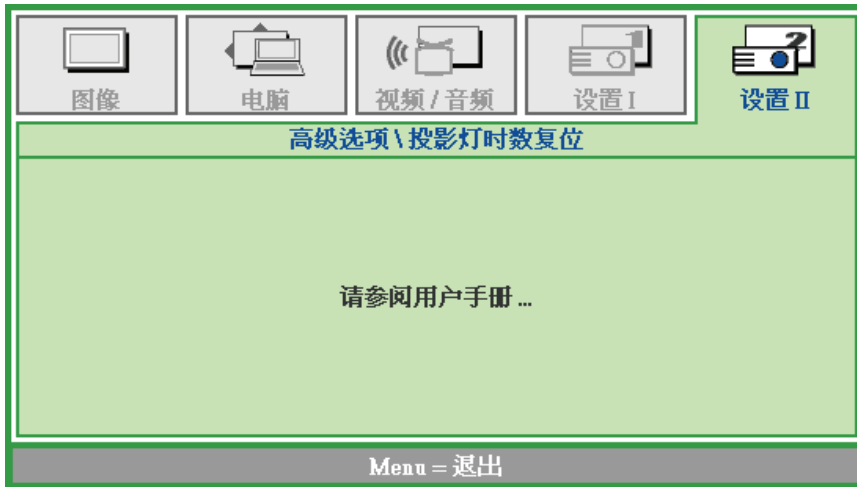 图像
电脑
视频 / 音频
设置 I
2
设置 II
高级选项 \ 投影灯时数复位
请参阅用户手册 ...
Menu = 退出